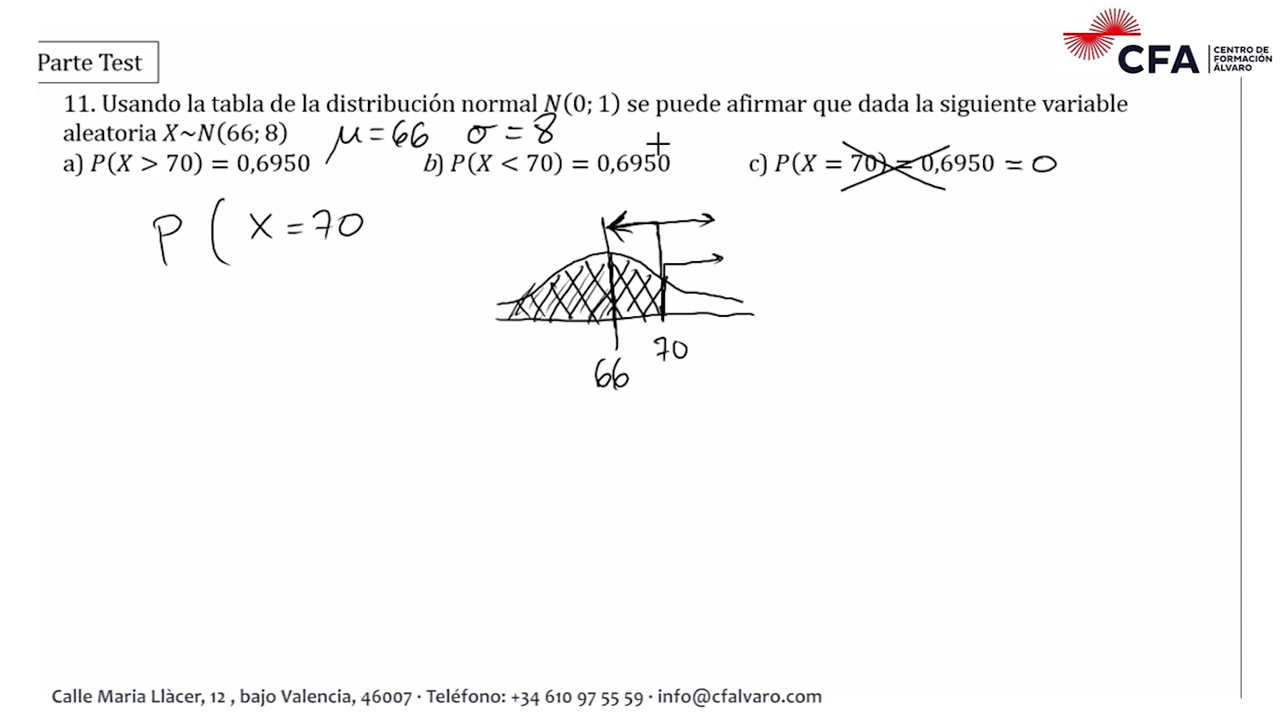 CFA
CENTRO DE
FORMACIÓN
ÁLVARO
Parte Test
11. Usando la tabla de la distribución normal N(0; 1) se puede afirmar que dada la siguiente variable
aleatoria X~N(66; 8) μ = 66 σ = 8
a) P(X > 70) = 0,6950 b) P(X < 70) = 0,6950 c) P(X = 70) = 0,6950 = 0
P ( X = 70
70
66
Calle Maria Llàcer, 12 , bajo Valencia, 46007 · Teléfono: +34 610 97 55 59 · info@cfalvaro.com